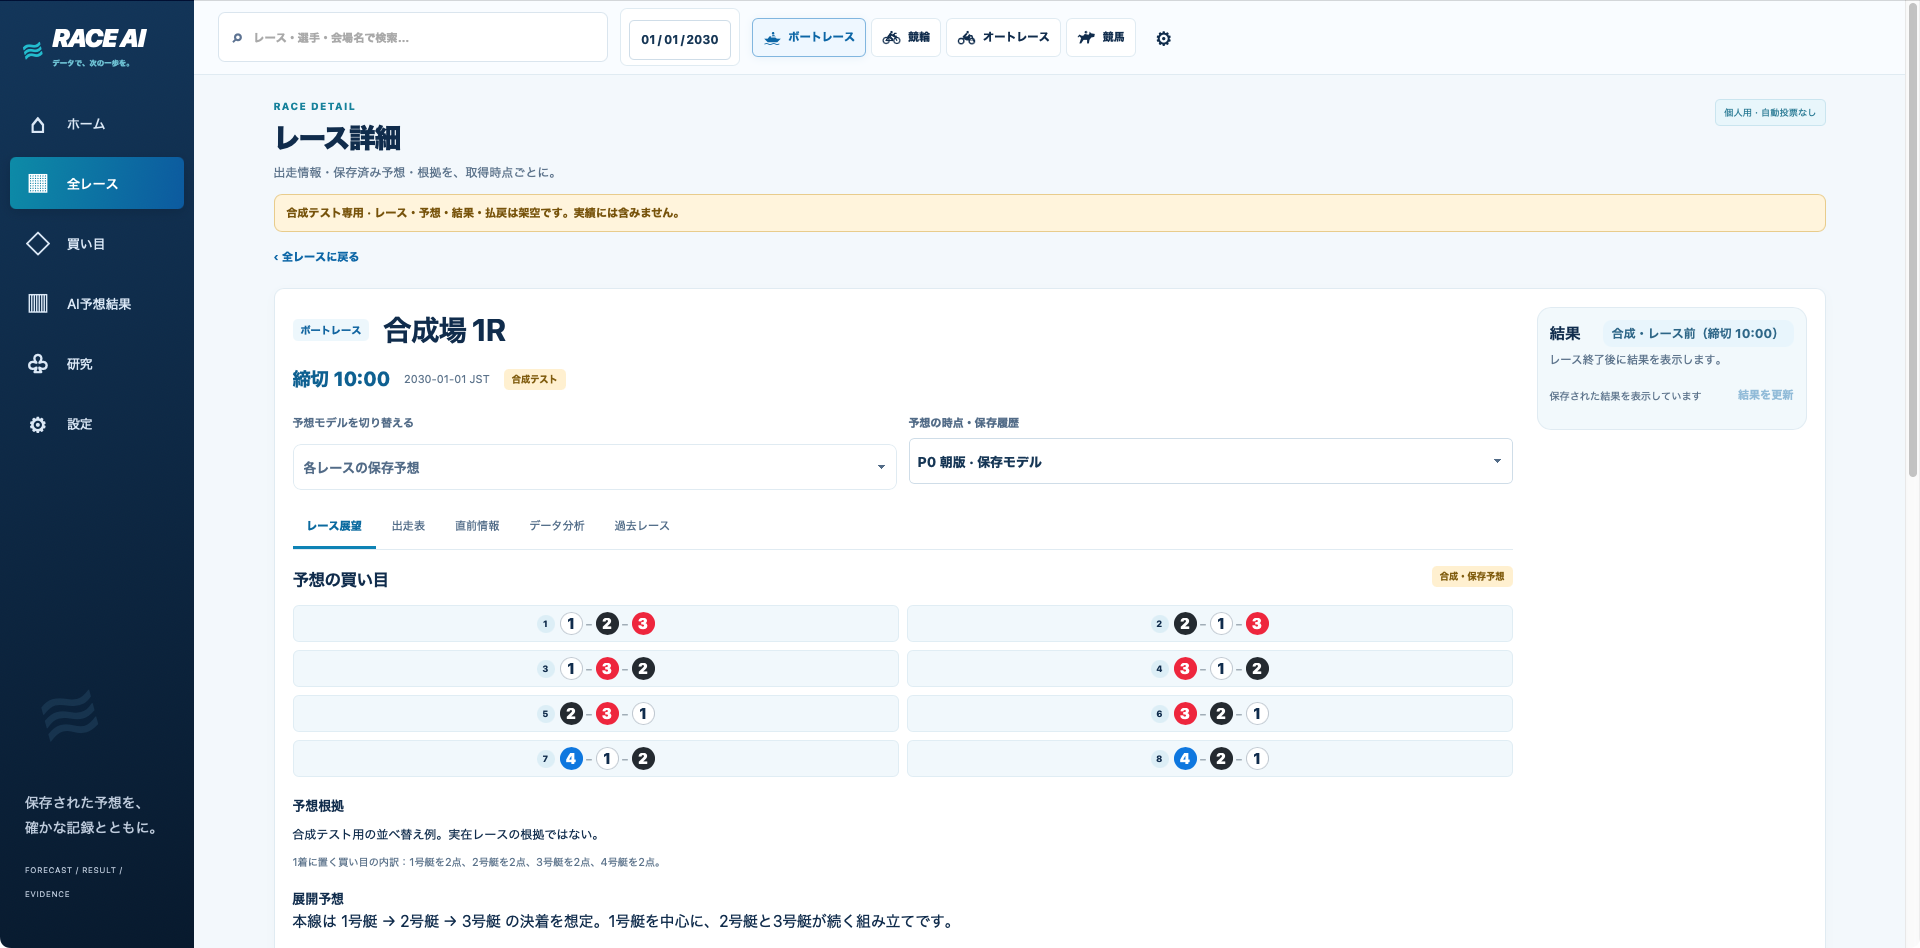 RACE AI
データで、次の一歩を。
ホーム
全レース
買い目
AI予想結果
研究
設定
保存された予想を、
確かな記録とともに。
FORECAST / RESULT /
EVIDENCE
レース・選手・会場名で検索...
01/01/2030
ボートレース
競輪
オートレース
競馬
RACE DETAIL
レース詳細
出走情報・保存済み予想・根拠を、取得時点ごとに。
個人用・自動投票なし
合成テスト専用・レース・予想・結果・払戻は架空です。実績には含みません。
‹ 全レースに戻る
ボートレース
合成場 1R
締切 10:00
2030-01-01 JST
合成テスト
予想モデルを切り替える
各レースの保存予想
予想の時点・保存履歴
P0 朝版・保存モデル
レース展望
出走表
直前情報
データ分析
過去レース
予想の買い目
合成・保存予想
1 1-2-3
2 2-1-3
3 1-3-2
4 3-1-2
5 2-3-1
6 3-2-1
7 4-1-2
8 4-2-1
予想根拠
合成テスト用の並べ替え例。実在レースの根拠ではない。
1着に置く買い目の内訳：1号艇を2点、2号艇を2点、3号艇を2点、4号艇を2点。
展開予想
本線は 1号艇 → 2号艇 → 3号艇 の決着を想定。1号艇を中心に、2号艇と3号艇が続く組み立てです。
結果
合成・レース前（締切 10:00）
レース終了後に結果を表示します。
保存された結果を表示しています
結果を更新